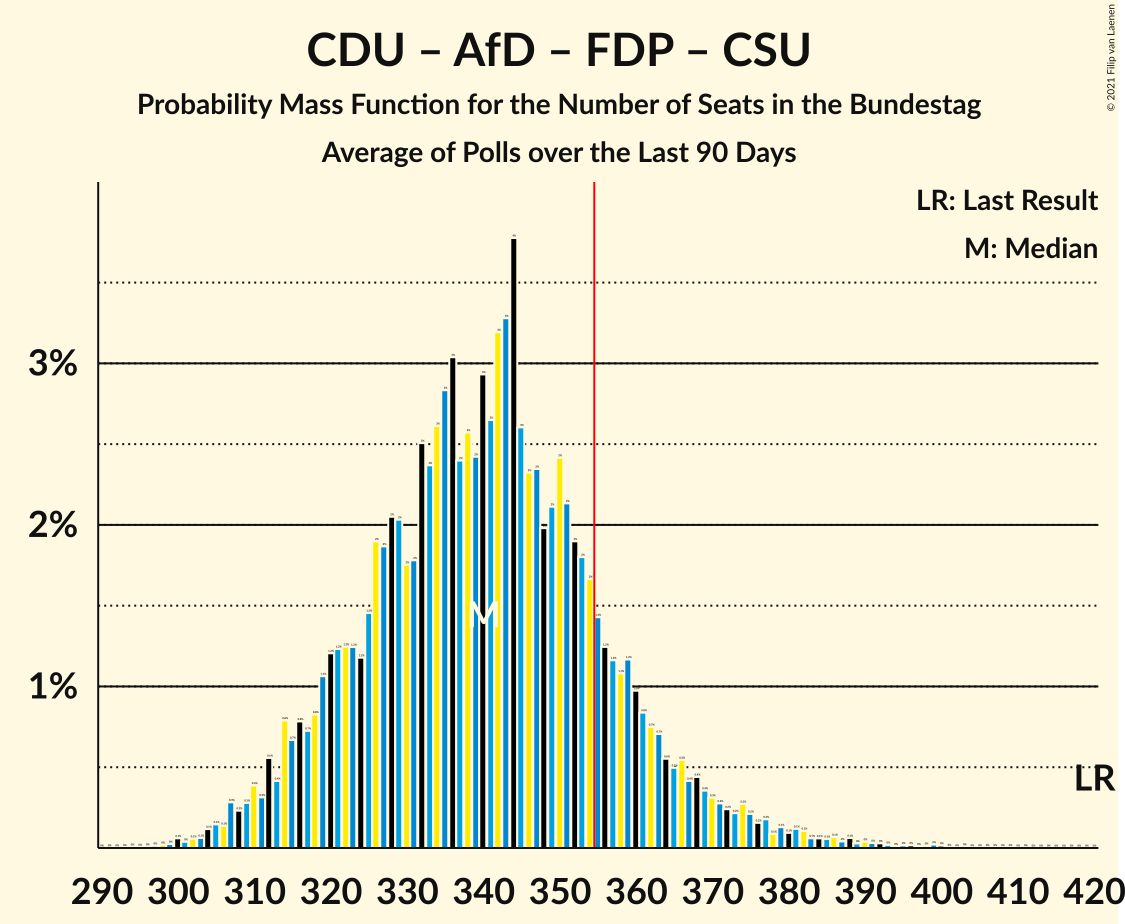 CDU – AfD – FDP – CSU
Probability Mass Function for the Number of Seats in the Bundestag
Average of Polls over the Last 90 Days
© 2021 Filip van Laenen
LR: Last Result
M: Median
3%
2%
1%
M
LR
290 300 310 320 330 340 350 360 370 380 390 400 410 420